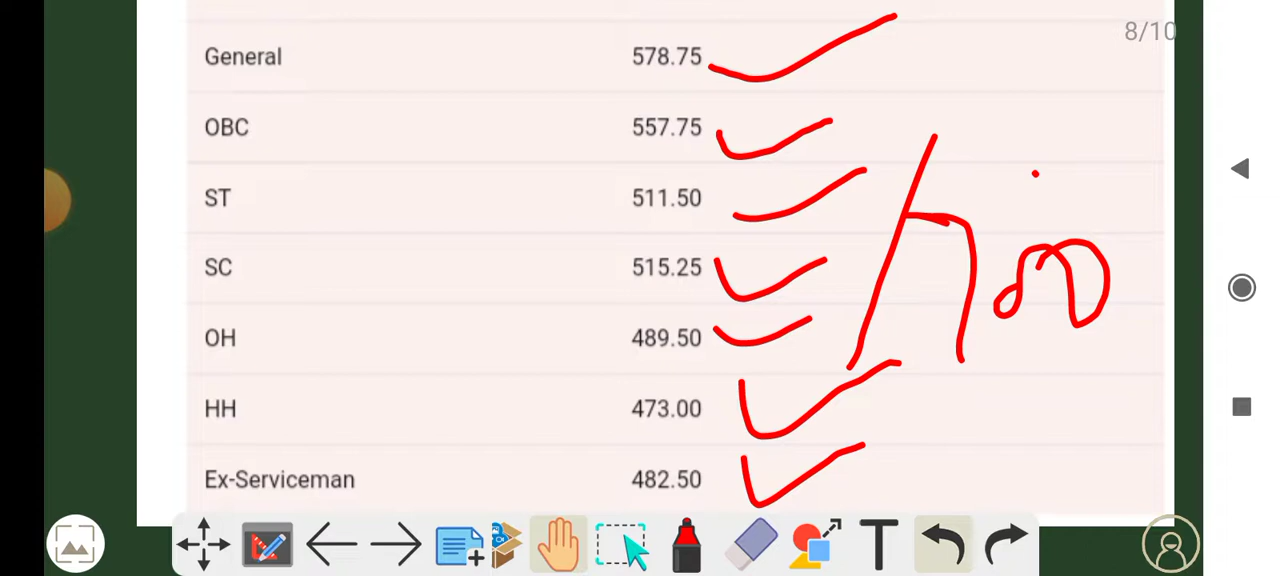 8/10
General 578.75
OBC 557.75
ST 511.50
SC 515.25
OH 489.50
HH 473.00
Ex-Serviceman 482.50
T